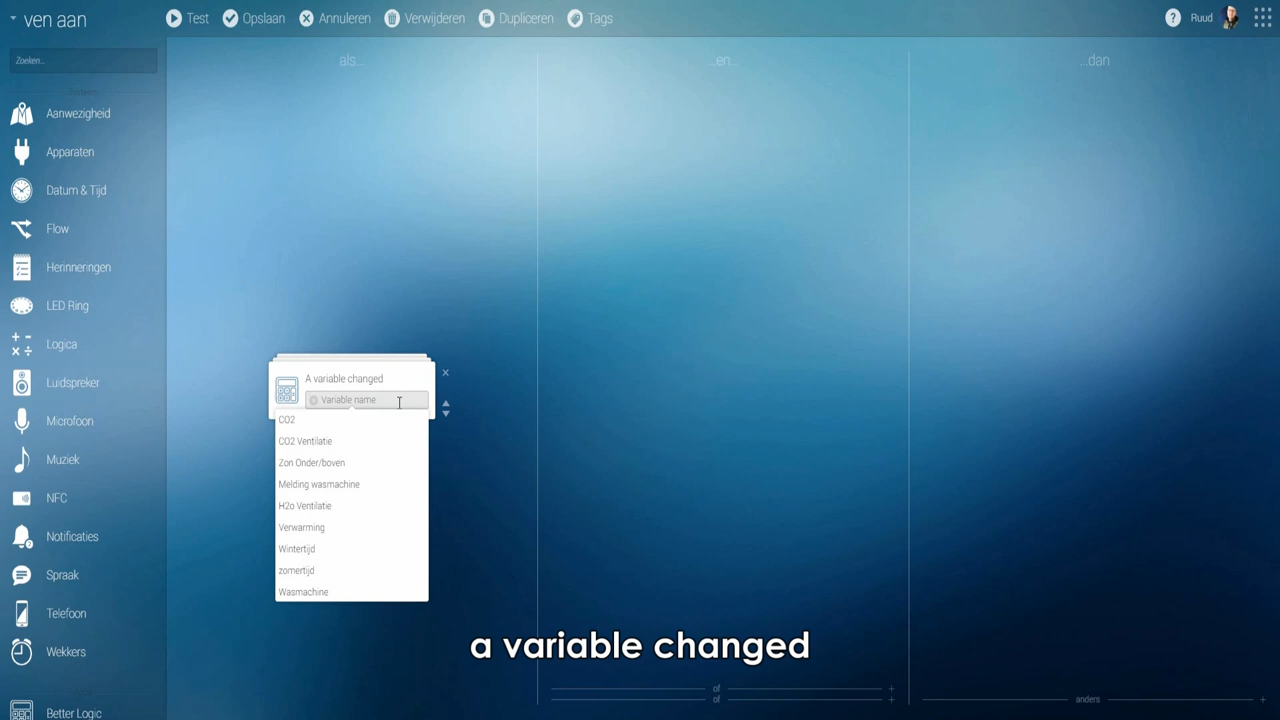 ven aan
Test
Opslaan
Annuleren
Verwijderen
Dupliceren
Tags
?
Ruud
Zoeken...
Aanwezigheid
Apparaten
Datum & Tijd
Flow
Herinneringen
LED Ring
Logica
Luidspreker
Microfoon
Muziek
NFC
Notificaties
Spraak
Telefoon
Wekkers
Better Logic
als...
...en...
...dan
A variable changed
Variable name
CO2
CO2 Ventilatie
Zon Onder/boven
Melding wasmachine
H2o Ventilatie
Verwarming
Wintertijd
zomertijd
Wasmachine
a variable changed
of
of
anders